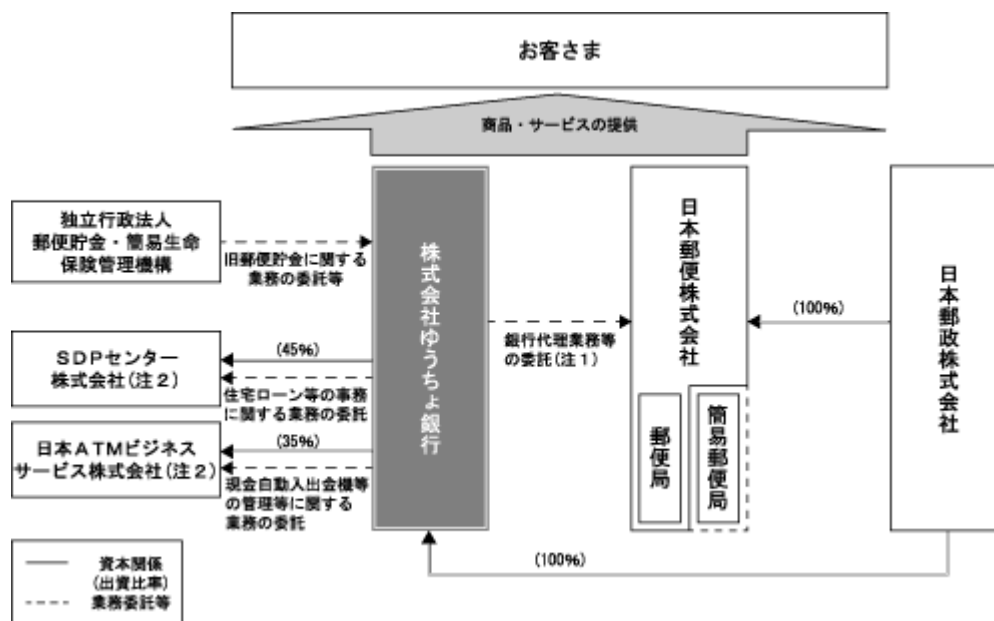 お客さま
商品・サービスの提供
独立行政法人
郵便貯金・簡易生命
保険管理機構
旧郵便貯金に関する
業務の委託等
株式会社ゆうちょ銀行
日本郵便株式会社
日本郵政株式会社
(100%)
銀行代理業務等
の委託(注1)
(45%)
SDPセンター
株式会社(注2)
住宅ローン等の事務
に関する業務の委託
(35%)
日本ATMビジネス
サービス株式会社(注2)
現金自動入出金機等
の管理等に関する
業務の委託
郵便局
簡易郵便局
(100%)
資本関係
(出資比率)
業務委託等